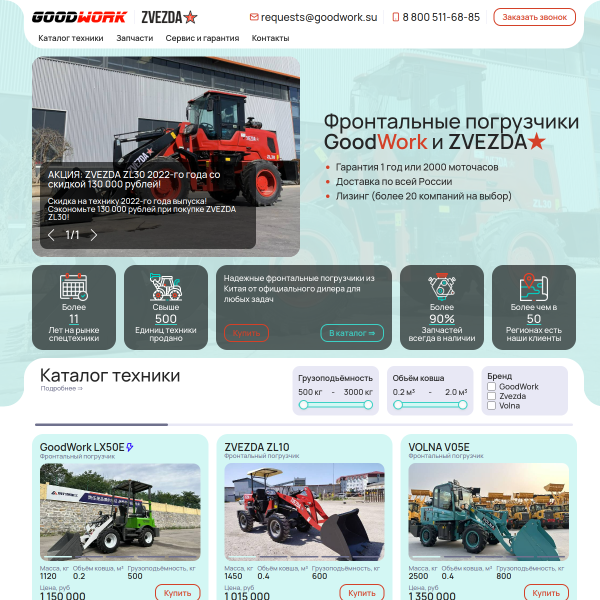 GOODWORK ZVEZDA
requests@goodwork.su
8 800 511-68-85
Заказать звонок
Каталог техники Запчасти Сервис и гарантия Контакты
Фронтальные погрузчики
GoodWork и ZVEZDA
Гарантия 1 год или 2000 моточасов
Доставка по всей России
Лизинг (более 20 компаний на выбор)
АКЦИЯ: ZVEZDA ZL30 2022-го года со
скидкой 130 000 рублей!
Скидка на технику 2022-го года выпуска!
Сэкономьте 130 000 рублей при покупке ZVEZDA
ZL30!
1/1
Более
11
Лет на рынке
спецтехники
Свыше
500
Единиц техники
продано
Надежные фронтальные погрузчики из
Китая от официального дилера для
любых задач
Купить
В каталог ⇒
Более
90%
Запчастей
всегда в наличии
Более чем в
50
Регионах есть
наши клиенты
Каталог техники
Подробнее ⇒
Грузоподъёмность
500 кг - 3000 кг
Объём ковша
0.2 м³ - 2.0 м³
Бренд
GoodWork
Zvezda
Volna
GoodWork LX50E
Фронтальный погрузчик
Масса, кг Объём ковша, м³ Грузоподъёмность, кг
1120 0.2 500
Цена, руб
1 150 000
Купить
ZVEZDA ZL10
Фронтальный погрузчик
Масса, кг Объём ковша, м³ Грузоподъёмность, кг
1450 0.4 600
Цена, руб
1 015 000
Купить
VOLNA V05E
Фронтальный погрузчик
Масса, кг Объём ковша, м³ Грузоподъёмность, кг
2500 0.4 800
Цена, руб
1 350 000
Купить